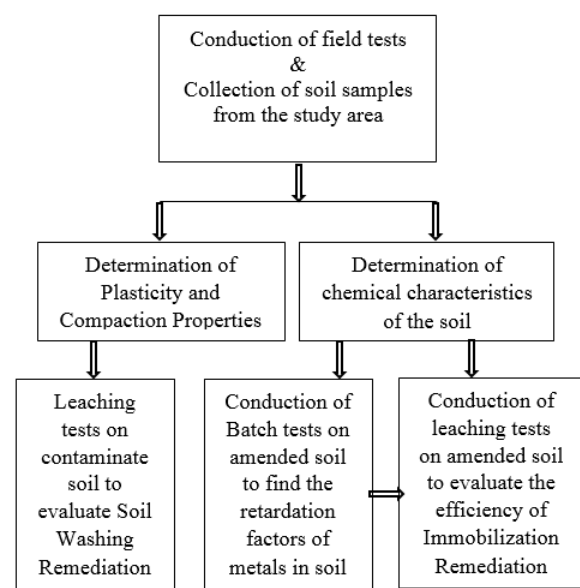 Conduction of field tests
&
Collection of soil samples
from the study area
Determination of
Plasticity and
Compaction Properties
Determination of
chemical characteristics
of the soil
Leaching
tests on
contaminate
soil to
evaluate Soil
Washing
Remediation
Conduction of
Batch tests on
amended soil
to find the
retardation
factors of
metals in soil
Conduction of
leaching tests
on amended soil
to evaluate the
efficiency of
Immobilization
Remediation